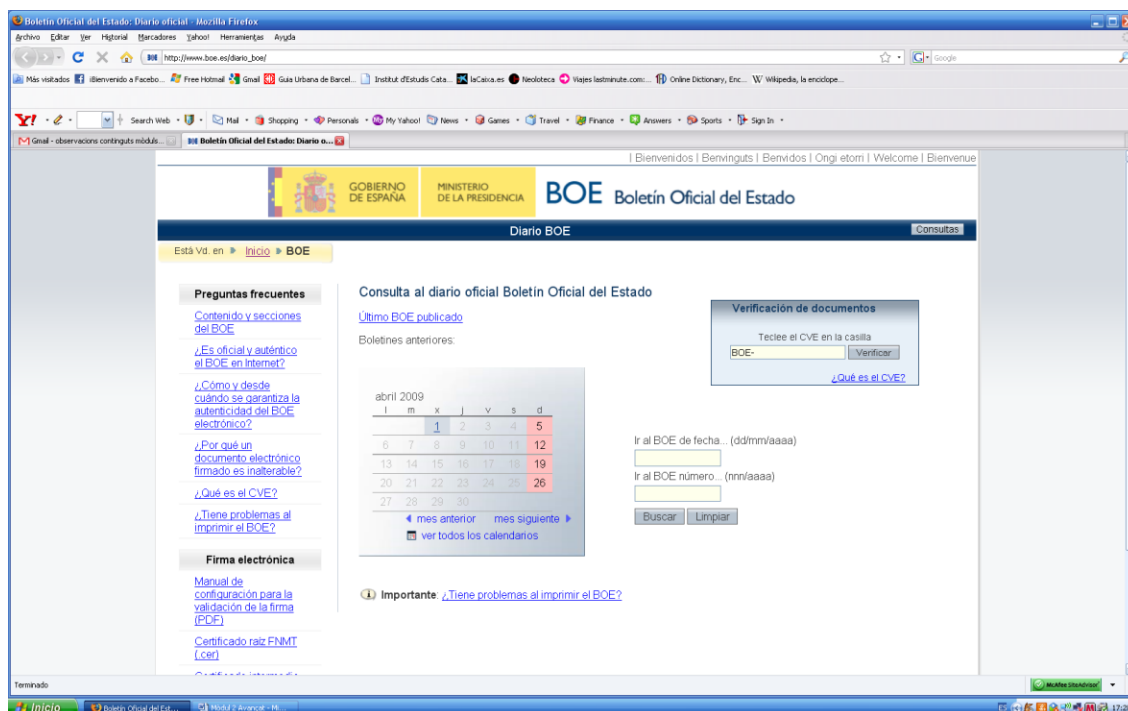 Boletín Oficial del Estado: Diario oficial - Mozilla Firefox
Archivo Editar Ver Historial Marcadores Yahoo! Herramientas Ayuda
http://www.boe.es/diario_boe/
Google
Más visitados ¡Bienvenido a Facebo... Free Hotmail Gmail Guia Urbana de Barcel... Institut d'Estudis Cata... laCaixa.es Neoloteca Viajes lastminute.com:... Online Dictionary, Enc... Wikipedia, la enciclope...
Y! Search Web Mail Shopping Personals My Yahoo! News Games Travel Finance Answers Sports Sign In
Gmail - observacions continguts mòduls... Boletín Oficial del Estado: Diario o...
| Bienvenidos | Benvinguts | Benvidos | Ongi etorri | Welcome | Bienvenue
GOBIERNO DE ESPAÑA
MINISTERIO DE LA PRESIDENCIA
BOE Boletín Oficial del Estado
Diario BOE
Consultas
Está Vd. en Inicio BOE
Preguntas frecuentes
Contenido y secciones
del BOE
¿Es oficial y auténtico
el BOE en Internet?
¿Cómo y desde
cuándo se garantiza la
autenticidad del BOE
electrónico?
¿Por qué un
documento electrónico
firmado es inalterable?
¿Qué es el CVE?
¿Tiene problemas al
imprimir el BOE?
Firma electrónica
Manual de
configuración para la
validación de la firma
(PDF)
Certificado raíz FNMT
(.cer)
Consulta al diario oficial Boletín Oficial del Estado
Último BOE publicado
Boletines anteriores:
abril 2009
l m x j v s d
1 2 3 4 5
6 7 8 9 10 11 12
13 14 15 16 17 18 19
20 21 22 23 24 25 26
27 28 29 30
mes anterior mes siguiente
ver todos los calendarios
Importante: ¿Tiene problemas al imprimir el BOE?
Verificación de documentos
Teclee el CVE en la casilla
BOE- Verificar
¿Qué es el CVE?
Ir al BOE de fecha... (dd/mm/aaaa)
Ir al BOE número... (nnn/aaaa)
Buscar Limpiar
Terminado
McAfee SiteAdvisor
Inicio Boletín Oficial del Est... Modul 2 Avançat - Mi...